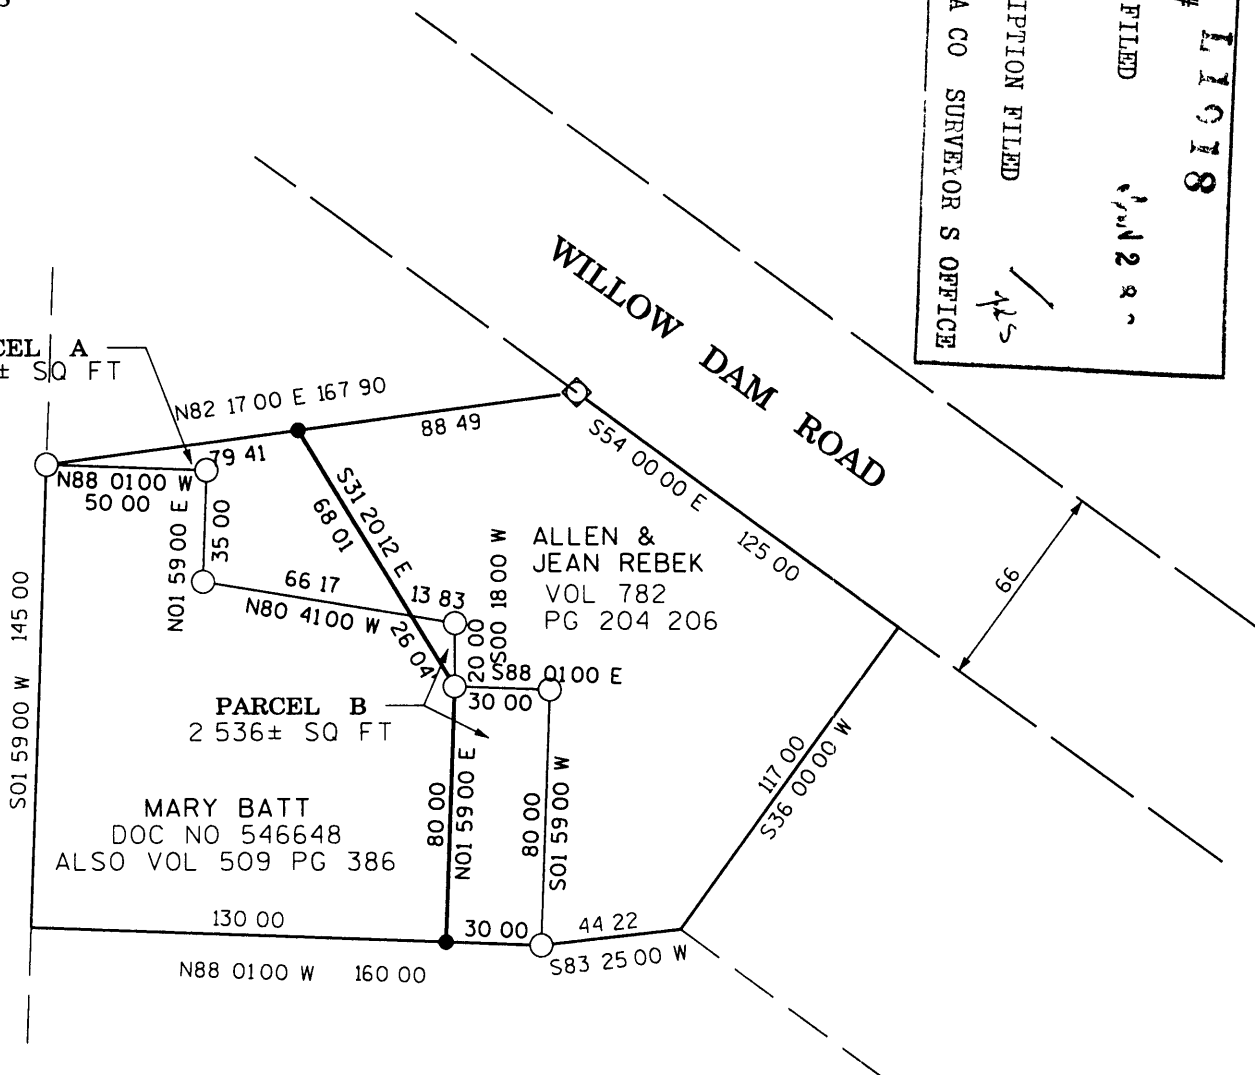 L1018
FILED
IPTION FILED
A CO SURVEYOR S OFFICE
WILLOW DAM ROAD
CEL A
± SQ FT
N82 17 00 E 167 90
79 41
88 49
N88 01 00 W
50 00
N01 59 00 E
35 00
S31 20 12 E
68 01
66 17
N80 41 00 W
13 83
26 04
20 00
S00 18 00 W
S88 01 00 E
30 00
ALLEN &
JEAN REBEK
VOL 782
PG 204 206
S54 00 00 E
125 00
66
S01 59 00 W 145 00
PARCEL B
2 536± SQ FT
MARY BATT
DOC NO 546648
ALSO VOL 509 PG 386
80 00
N01 59 00 E
80 00
S01 59 00 W
117 00
S36 00 00 W
130 00
30 00
44 22
S83 25 00 W
N88 01 00 W 160 00